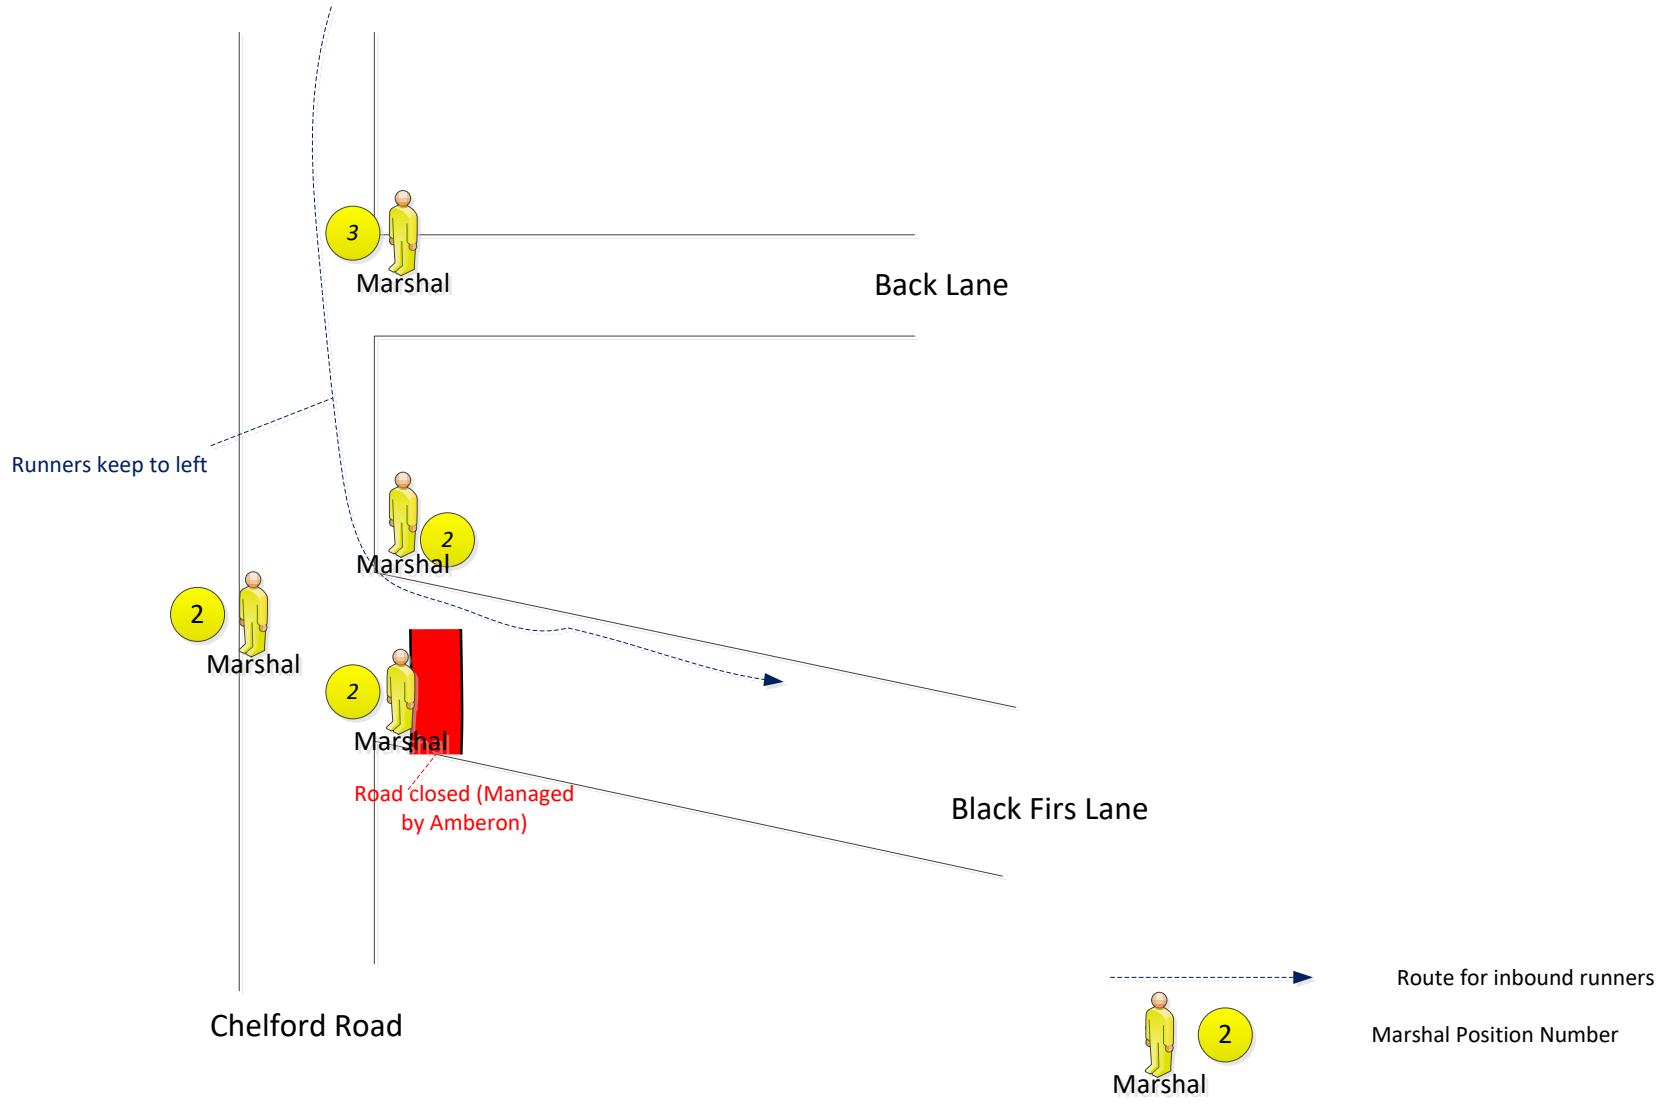 3
Marshal
Back Lane
Runners keep to left
2
Marshal
2
Marshal
2
Marshal
Road closed (Managed
by Amberon)
Black Firs Lane
Chelford Road
Route for inbound runners
2
Marshal Position Number
Marshal